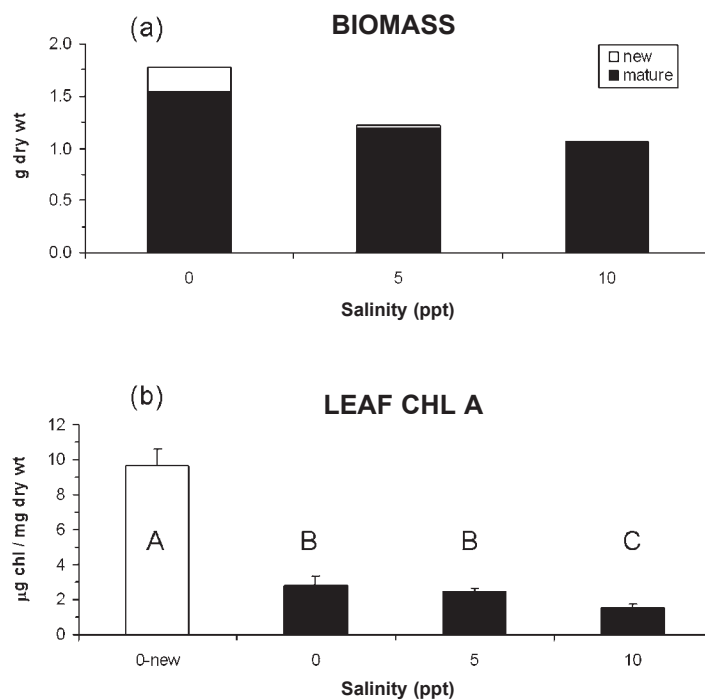 (a)
BIOMASS
2.0
1.5
1.0
0.5
0.0
g dry wt
new
mature
0 5 10
Salinity (ppt)
(b)
LEAF CHL A
12
10
8
6
4
2
0
µg chl / mg dry wt
A B B C
0-new 0 5 10
Salinity (ppt)